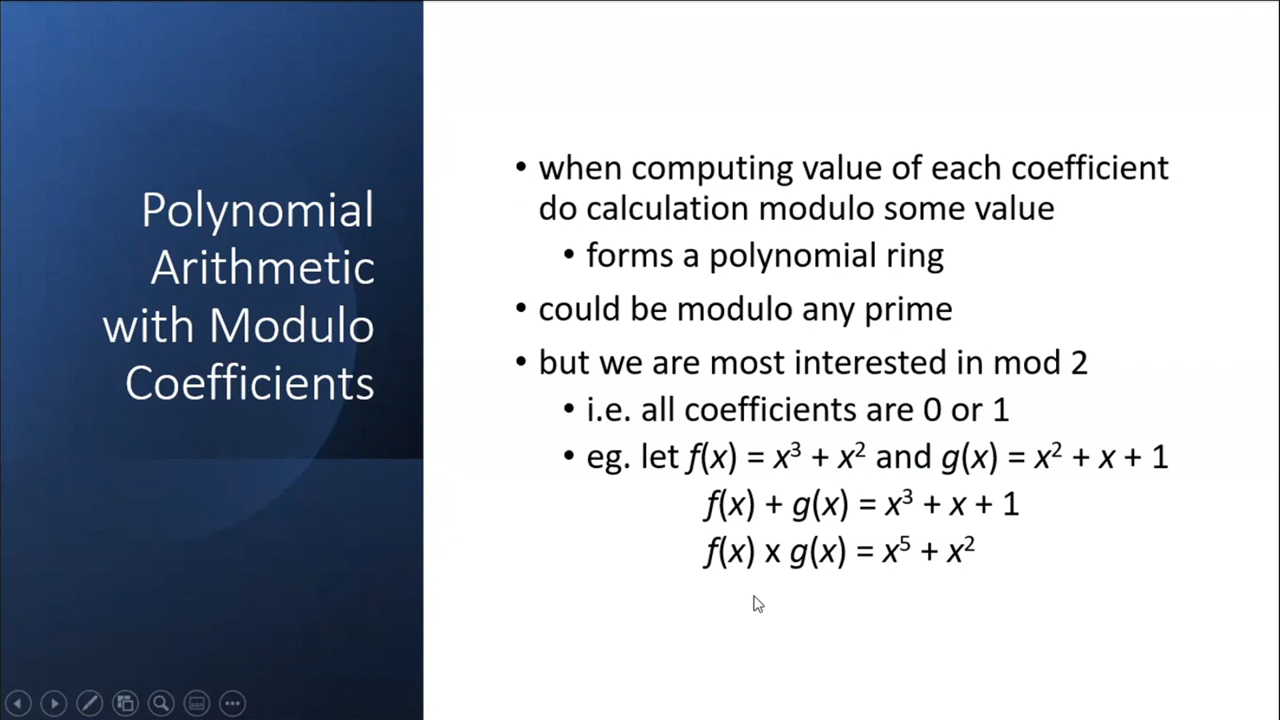 Polynomial
Arithmetic
with Modulo
Coefficients
• when computing value of each coefficient
do calculation modulo some value
• forms a polynomial ring
• could be modulo any prime
• but we are most interested in mod 2
• i.e. all coefficients are 0 or 1
• eg. let f(x) = x³ + x² and g(x) = x² + x + 1
f(x) + g(x) = x³ + x + 1
f(x) x g(x) = x⁵ + x²